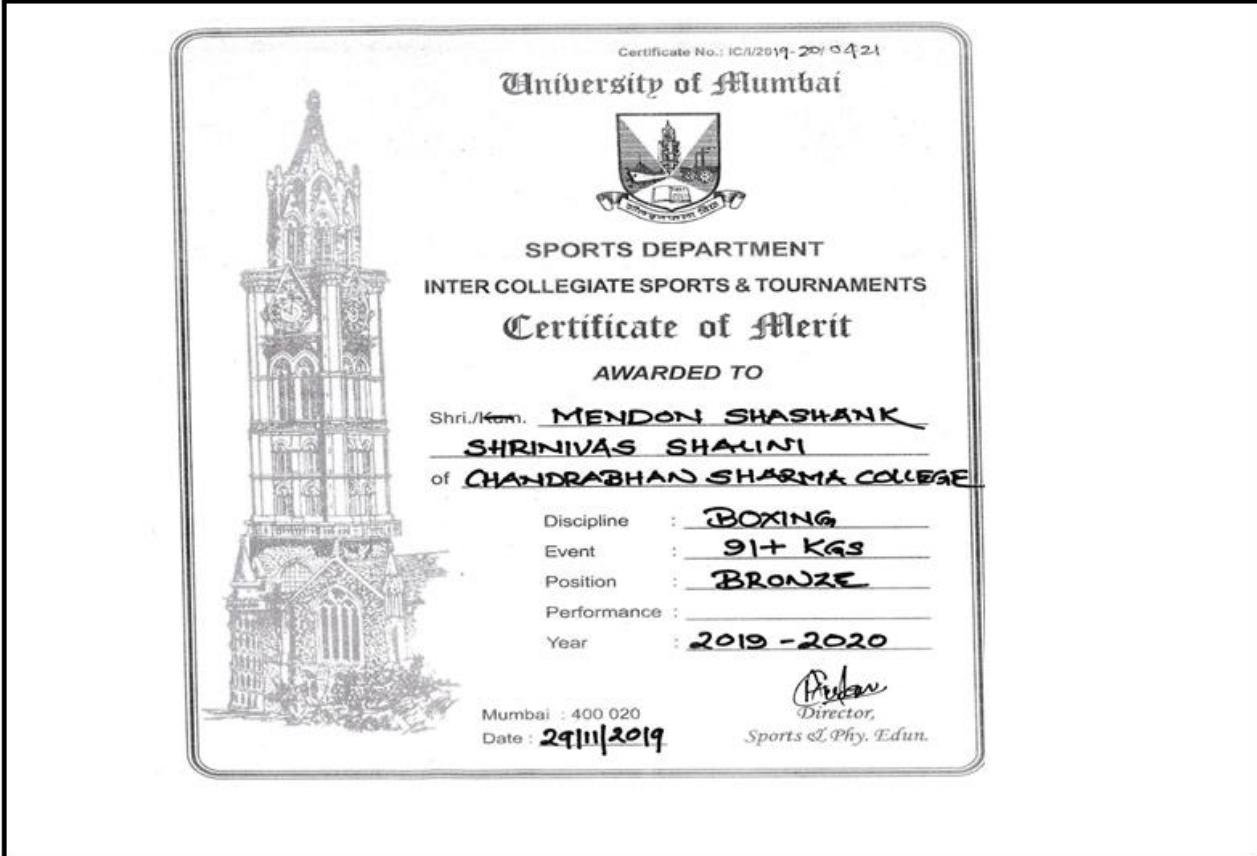 Certificate No.: IC/I/2019-20/0421
University of Mumbai
SPORTS DEPARTMENT
INTER COLLEGIATE SPORTS & TOURNAMENTS
Certificate of Merit
AWARDED TO
Shri./Kum. MENDON SHASHANK
SHRINIVAS SHALINI
of CHANDRABHAN SHARMA COLLEGE
Discipline : BOXING
Event : 91+ KGS
Position : BRONZE
Performance :
Year : 2019-2020
Mumbai : 400 020
Date : 29/11/2019
Director,
Sports & Phy. Edun.